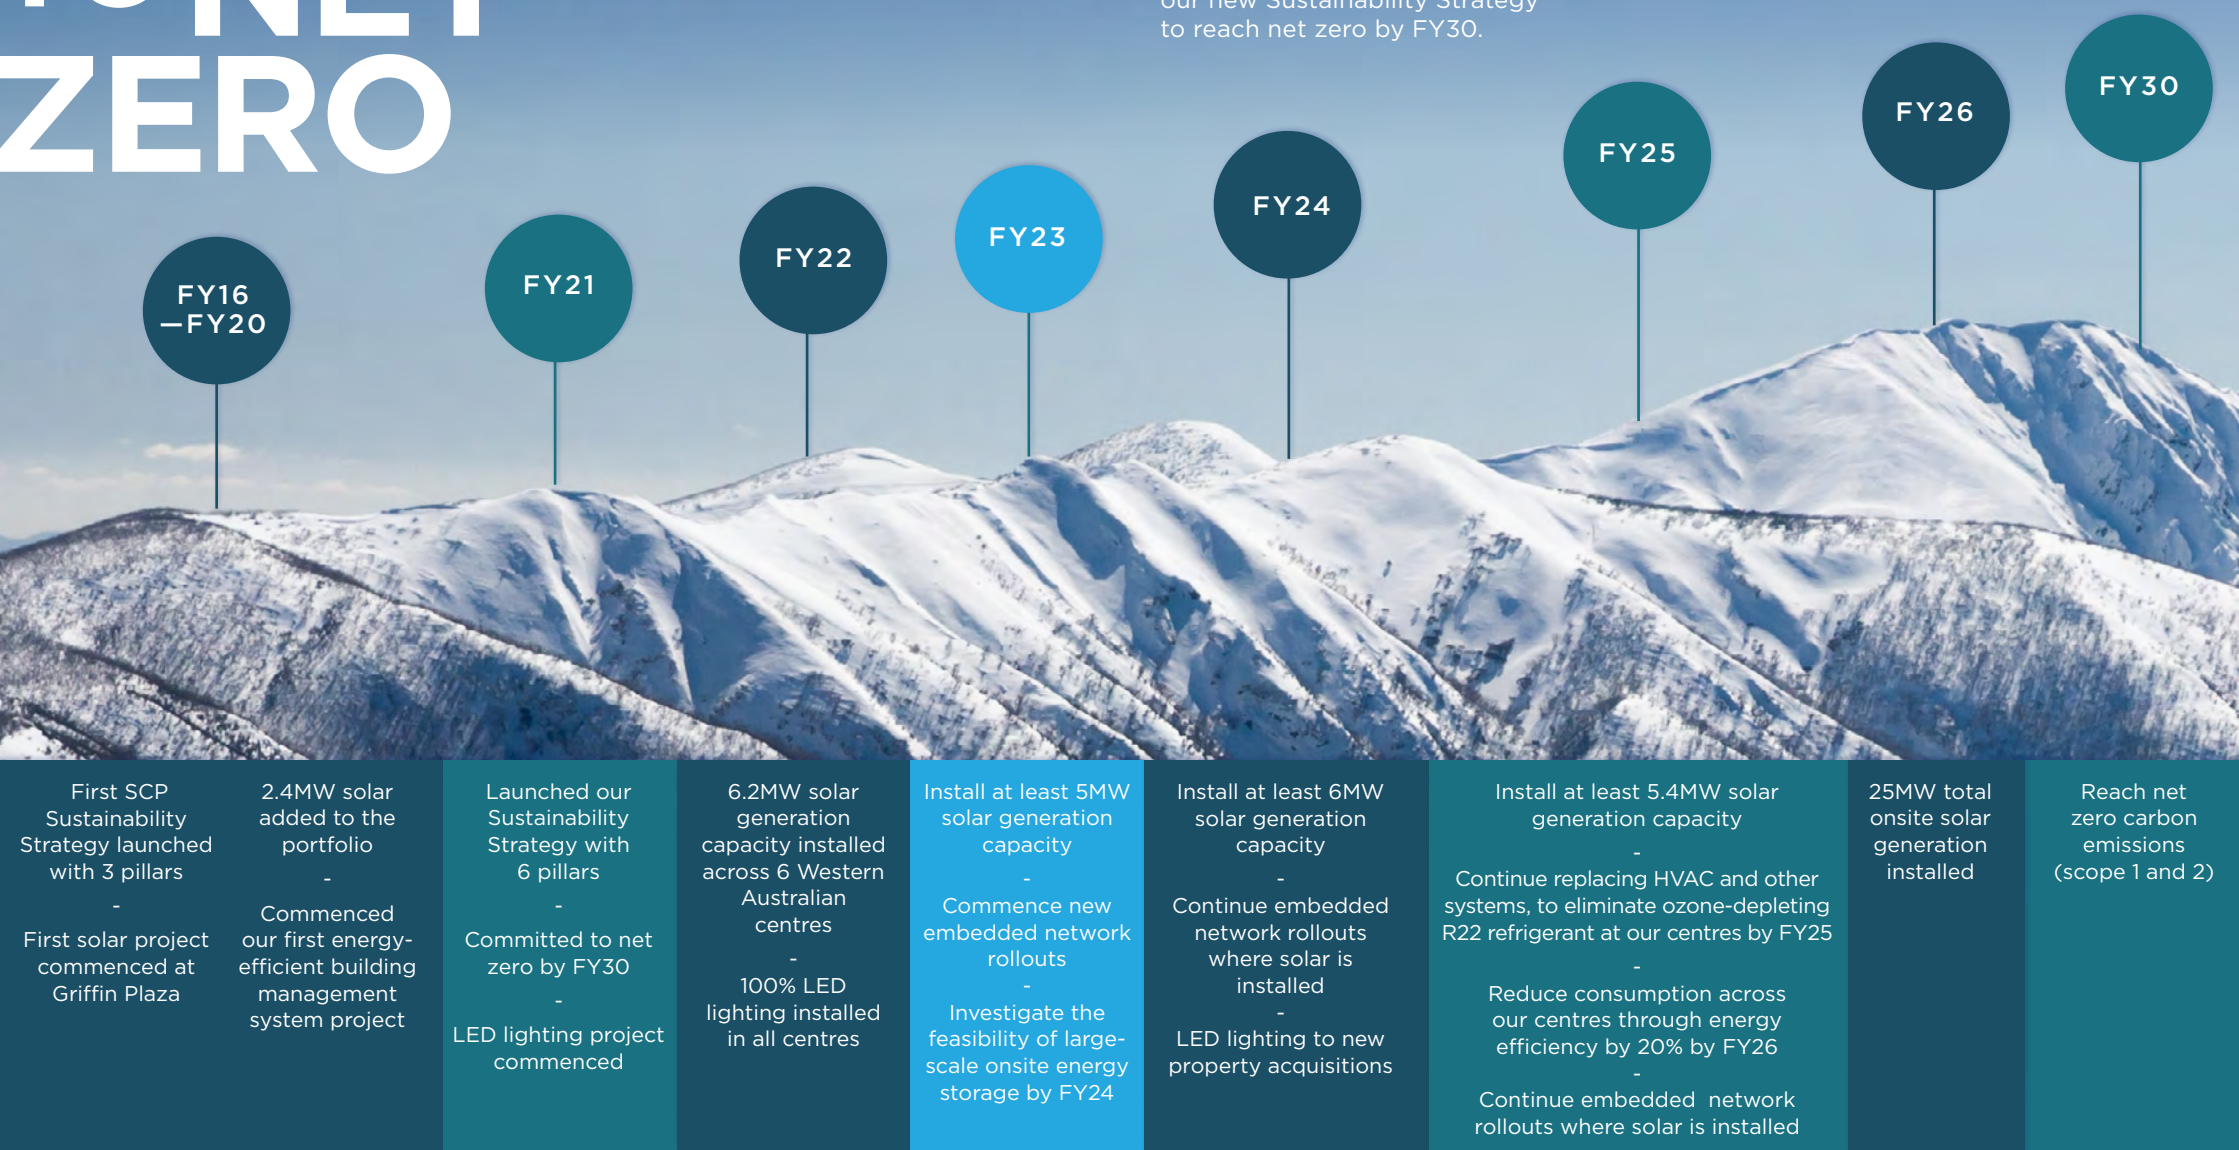 TO NET
ZERO
our new Sustainability Strategy
to reach net zero by FY30.
FY16
—FY20
FY21
FY22
FY23
FY24
FY25
FY26
FY30
First SCP
Sustainability
Strategy launched
with 3 pillars
-
First solar project
commenced at
Griffin Plaza
2.4MW solar
added to the
portfolio
-
Commenced
our first energy-
efficient building
management
system project
Launched our
Sustainability
Strategy with
6 pillars
-
Committed to net
zero by FY30
-
LED lighting project
commenced
6.2MW solar
generation
capacity installed
across 6 Western
Australian
centres
-
100% LED
lighting installed
in all centres
Install at least 5MW
solar generation
capacity
-
Commence new
embedded network
rollouts
-
Investigate the
feasibility of large-
scale onsite energy
storage by FY24
Install at least 6MW
solar generation
capacity
-
Continue embedded
network rollouts
where solar is
installed
-
LED lighting to new
property acquisitions
Install at least 5.4MW solar
generation capacity
-
Continue replacing HVAC and other
systems, to eliminate ozone-depleting
R22 refrigerant at our centres by FY25
-
Reduce consumption across
our centres through energy
efficiency by 20% by FY26
-
Continue embedded network
rollouts where solar is installed
25MW total
onsite solar
generation
installed
Reach net
zero carbon
emissions
(scope 1 and 2)